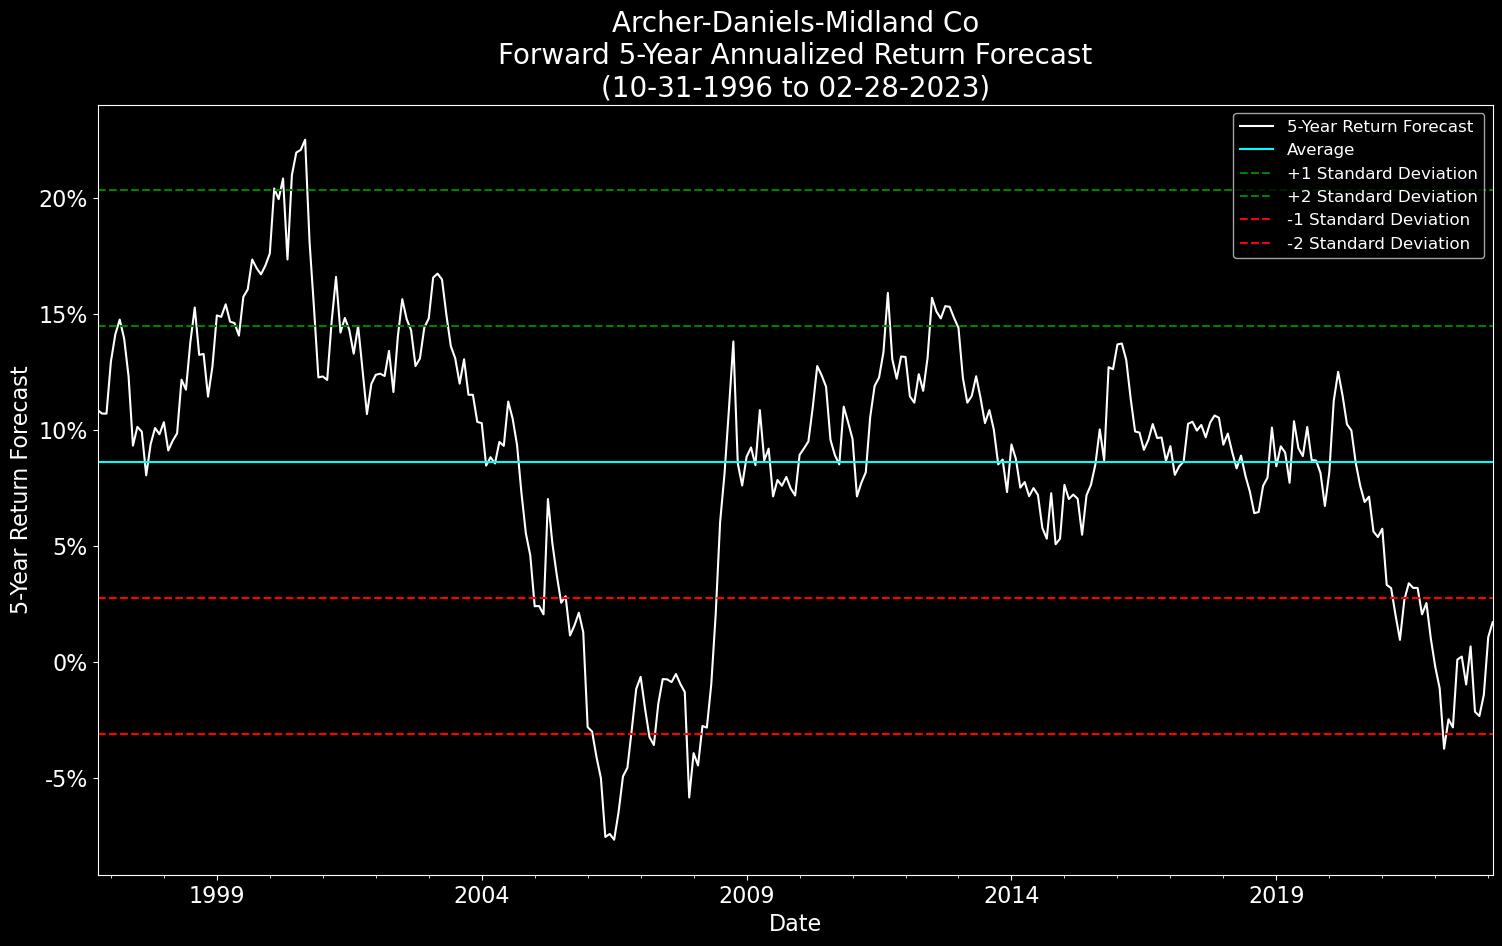 Archer-Daniels-Midland Co
Forward 5-Year Annualized Return Forecast
(10-31-1996 to 02-28-2023)
5-Year Return Forecast
Average
+1 Standard Deviation
+2 Standard Deviation
-1 Standard Deviation
-2 Standard Deviation
5-Year Return Forecast
20%
15%
10%
5%
0%
-5%
1999
2004
2009
2014
2019
Date